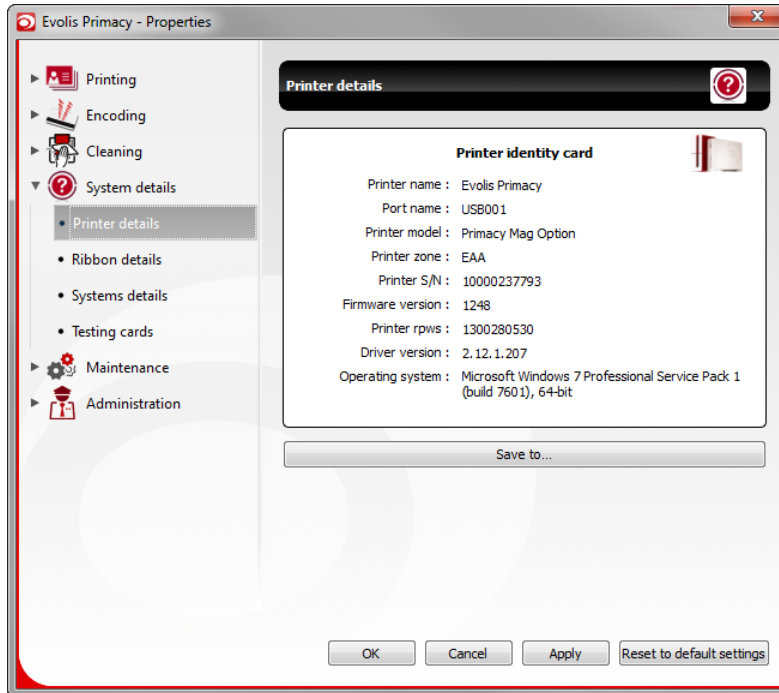 Evolis Primacy - Properties
Printing
Encoding
Cleaning
System details
Printer details
Ribbon details
Systems details
Testing cards
Maintenance
Administration
Printer details
Printer identity card
Printer name : Evolis Primacy
Port name : USB001
Printer model : Primacy Mag Option
Printer zone : EAA
Printer S/N : 10000237793
Firmware version : 1248
Printer rpws : 1300280530
Driver version : 2.12.1.207
Operating system : Microsoft Windows 7 Professional Service Pack 1
(build 7601), 64-bit
Save to...
OK
Cancel
Apply
Reset to default settings